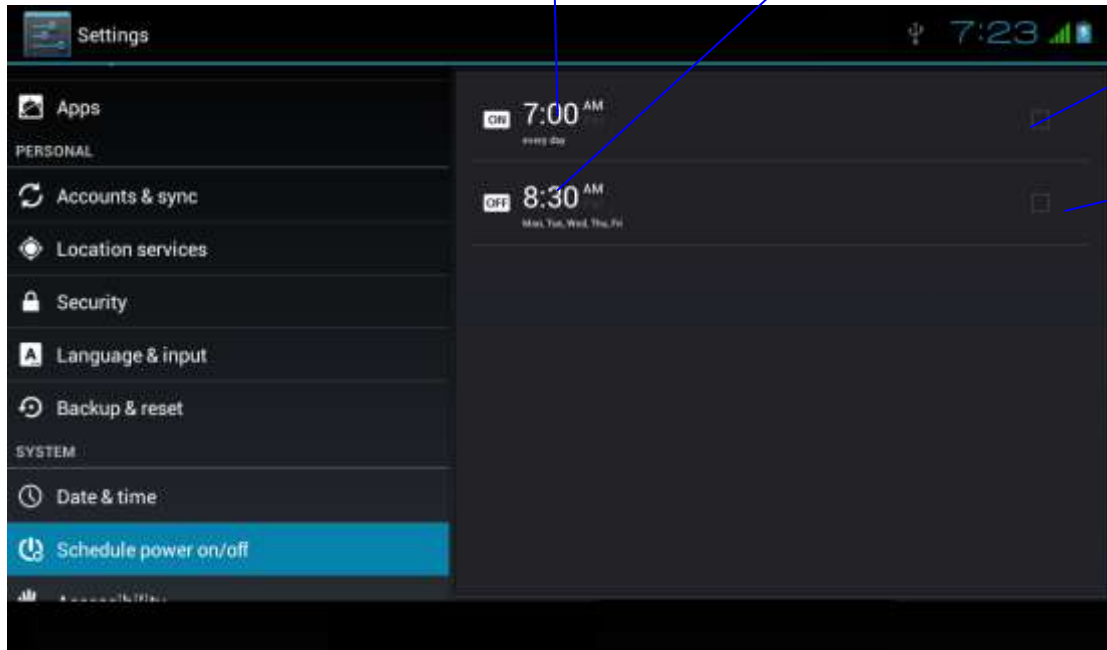 Settings
7:23
Apps
PERSONAL
Accounts & sync
Location services
Security
A Language & input
Backup & reset
SYSTEM
Date & time
Schedule power on/off
Accessibility
ON 7:00 AM
every day
OFF 8:30 AM
Mon, Tue, Wed, Thu, Fri